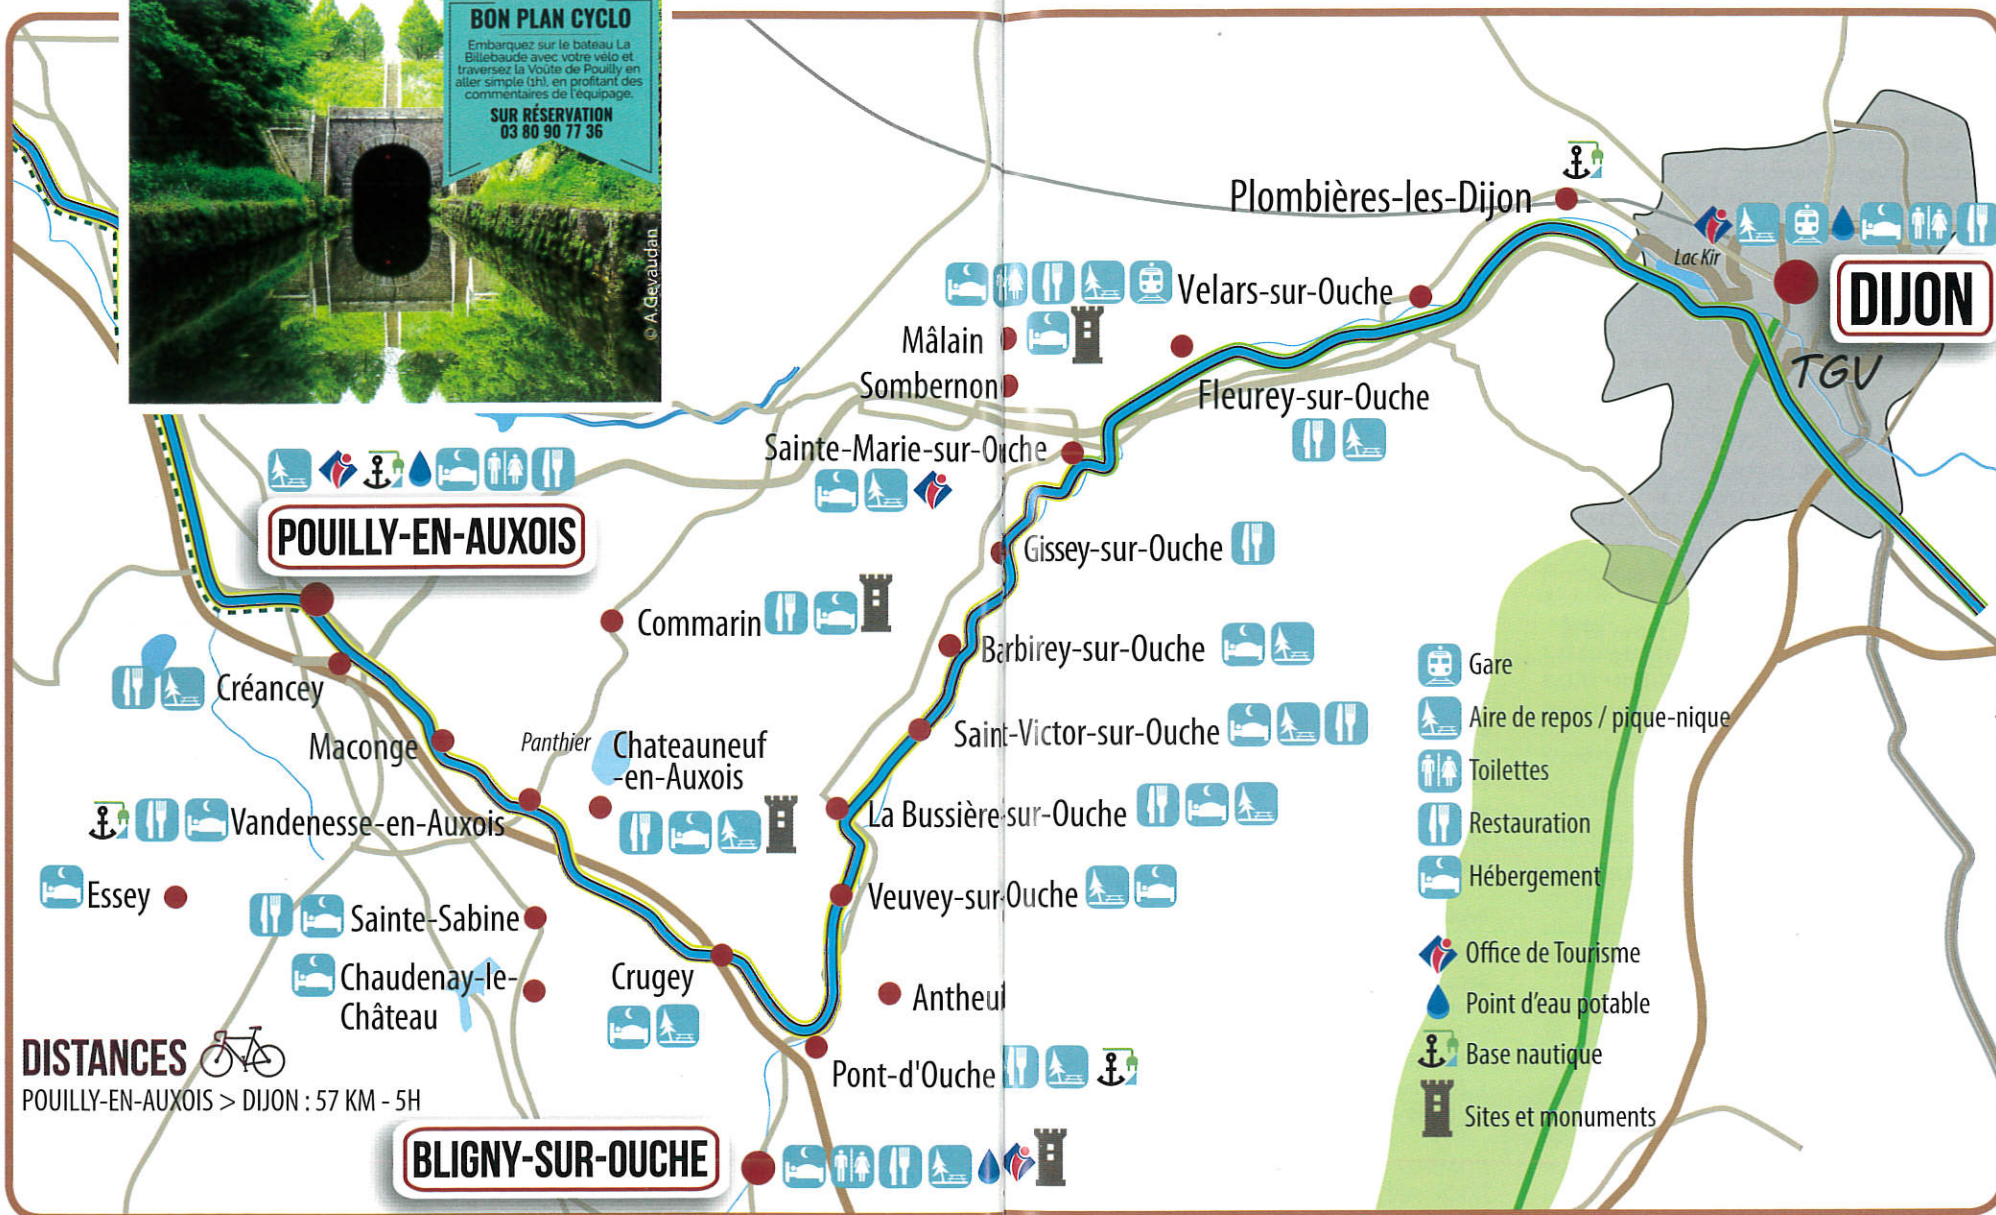 BON PLAN CYCLO
Embarquez sur le bateau La
Billebaude avec votre vélo et
traversez la Voûte de Pouilly en
aller simple (1h), en profitant des
commentaires de l'équipage.
SUR RÉSERVATION
03 80 90 77 36
© A.Gevaudan
Plombières-les-Dijon
Lac Kir
DIJON
TGV
Velars-sur-Ouche
Mâlain
Sombernon
Fleurey-sur-Ouche
Sainte-Marie-sur-Ouche
POUILLY-EN-AUXOIS
Gissey-sur-Ouche
Commarin
Barbirey-sur-Ouche
Créancey
Maconge
Panthier
Chateauneuf
-en-Auxois
Saint-Victor-sur-Ouche
Vandenesse-en-Auxois
La Bussière-sur-Ouche
Essey
Veuvey-sur-Ouche
Sainte-Sabine
Chaudenay-le-
Château
Crugey
Antheuil
Pont-d'Ouche
DISTANCES
POUILLY-EN-AUXOIS > DIJON : 57 KM - 5H
BLIGNY-SUR-OUCHE
Gare
Aire de repos / pique-nique
Toilettes
Restauration
Hébergement
Office de Tourisme
Point d'eau potable
Base nautique
Sites et monuments